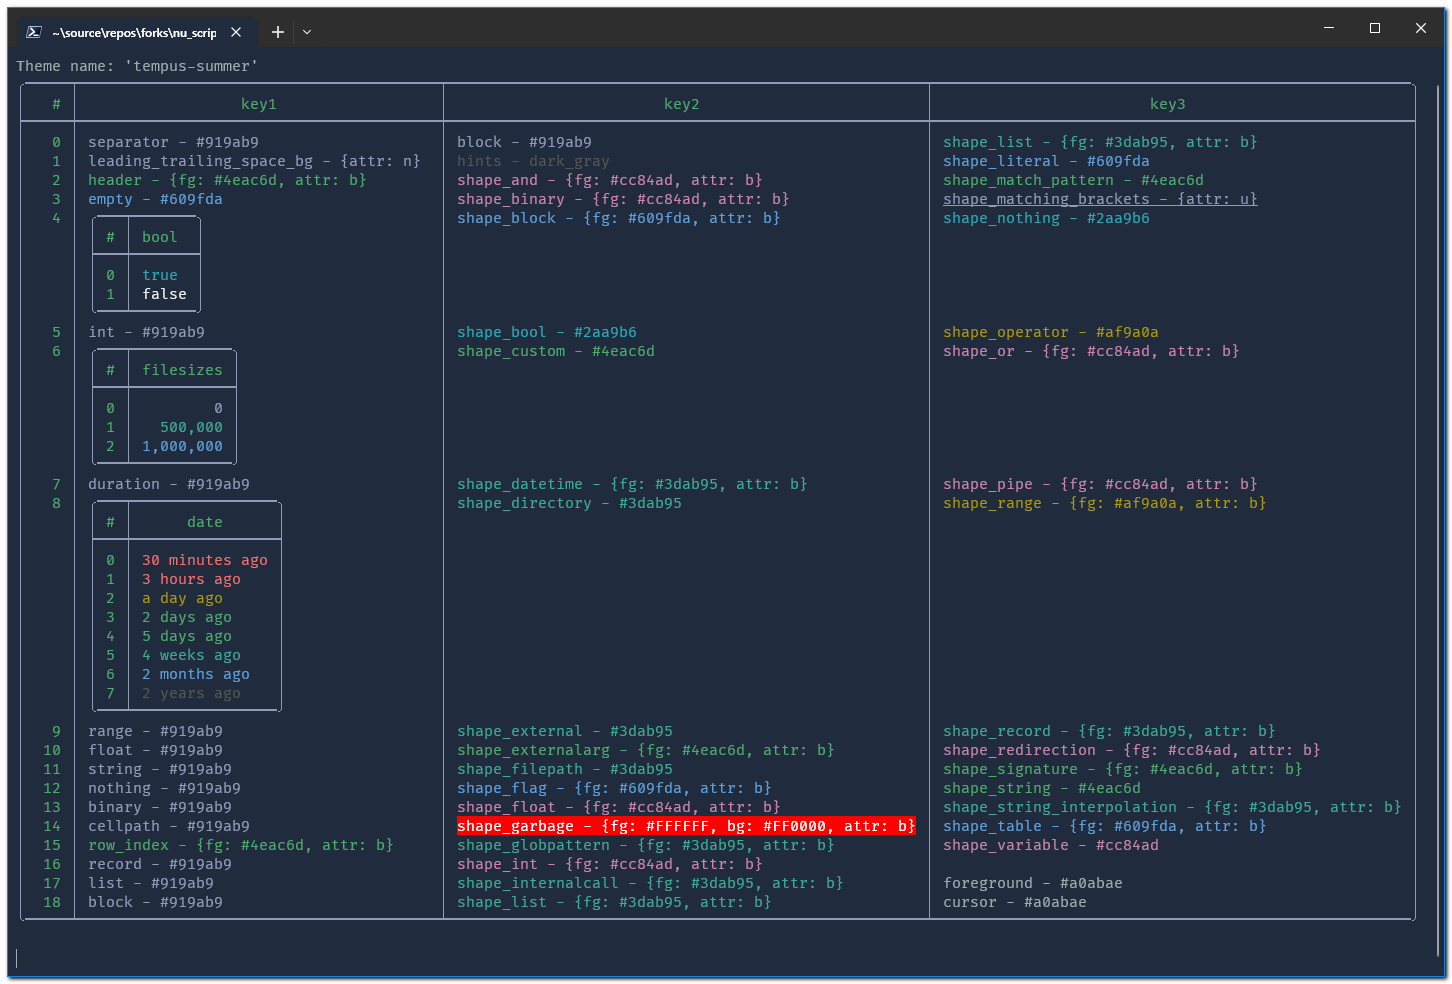 ~\source\repos\forks\nu_scrip
Theme name: 'tempus-summer'
# key1 key2 key3
0 separator - #919ab9 block - #919ab9 shape_list - {fg: #3dab95, attr: b}
1 leading_trailing_space_bg - {attr: n} hints - dark_gray shape_literal - #609fda
2 header - {fg: #4eac6d, attr: b} shape_and - {fg: #cc84ad, attr: b} shape_match_pattern - #4eac6d
3 empty - #609fda shape_binary - {fg: #cc84ad, attr: b} shape_matching_brackets - {attr: u}
4 shape_block - {fg: #609fda, attr: b} shape_nothing - #2aa9b6
# bool
0 true
1 false
5 int - #919ab9 shape_bool - #2aa9b6 shape_operator - #af9a0a
6 shape_custom - #4eac6d shape_or - {fg: #cc84ad, attr: b}
# filesizes
0 0
1 500,000
2 1,000,000
7 duration - #919ab9 shape_datetime - {fg: #3dab95, attr: b} shape_pipe - {fg: #cc84ad, attr: b}
8 shape_directory - #3dab95 shape_range - {fg: #af9a0a, attr: b}
# date
0 30 minutes ago
1 3 hours ago
2 a day ago
3 2 days ago
4 5 days ago
5 4 weeks ago
6 2 months ago
7 2 years ago
9 range - #919ab9 shape_external - #3dab95 shape_record - {fg: #3dab95, attr: b}
10 float - #919ab9 shape_externalarg - {fg: #4eac6d, attr: b} shape_redirection - {fg: #cc84ad, attr: b}
11 string - #919ab9 shape_filepath - #3dab95 shape_signature - {fg: #4eac6d, attr: b}
12 nothing - #919ab9 shape_flag - {fg: #609fda, attr: b} shape_string - #4eac6d
13 binary - #919ab9 shape_float - {fg: #cc84ad, attr: b} shape_string_interpolation - {fg: #3dab95, attr: b}
14 cellpath - #919ab9 shape_garbage - {fg: #FFFFFF, bg: #FF0000, attr: b} shape_table - {fg: #609fda, attr: b}
15 row_index - {fg: #4eac6d, attr: b} shape_globpattern - {fg: #3dab95, attr: b} shape_variable - #cc84ad
16 record - #919ab9 shape_int - {fg: #cc84ad, attr: b}
17 list - #919ab9 shape_internalcall - {fg: #3dab95, attr: b} foreground - #a0abae
18 block - #919ab9 shape_list - {fg: #3dab95, attr: b} cursor - #a0abae